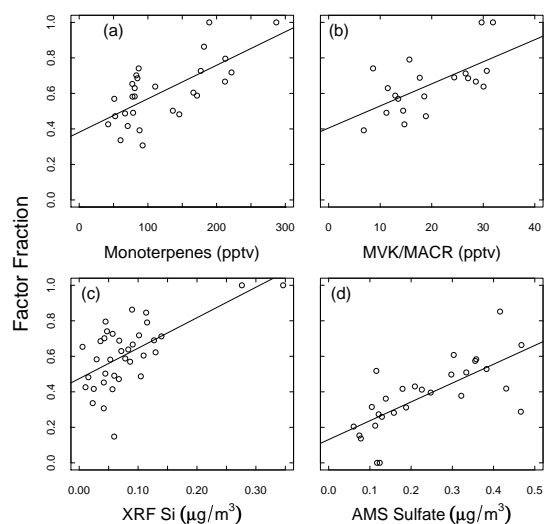 Factor Fraction
(a)
0.0 0.2 0.4 0.6 0.8 1.0
0 50 100 150 200 250 300
Monoterpenes (pptv)
(b)
0 10 20 30 40
MVK/MACR (pptv)
(c)
0.0 0.2 0.4 0.6 0.8 1.0
0.00 0.10 0.20 0.30
XRF Si (μg/m³)
(d)
0.0 0.1 0.2 0.3 0.4 0.5
AMS Sulfate (μg/m³)